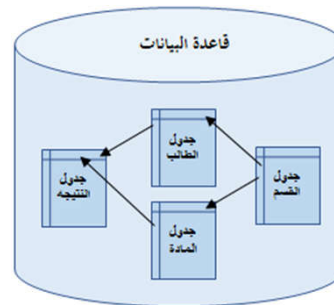 قاعدة البيانات
جدول
الطالب
جدول
القسم
جدول
النتيجه
جدول
المادة